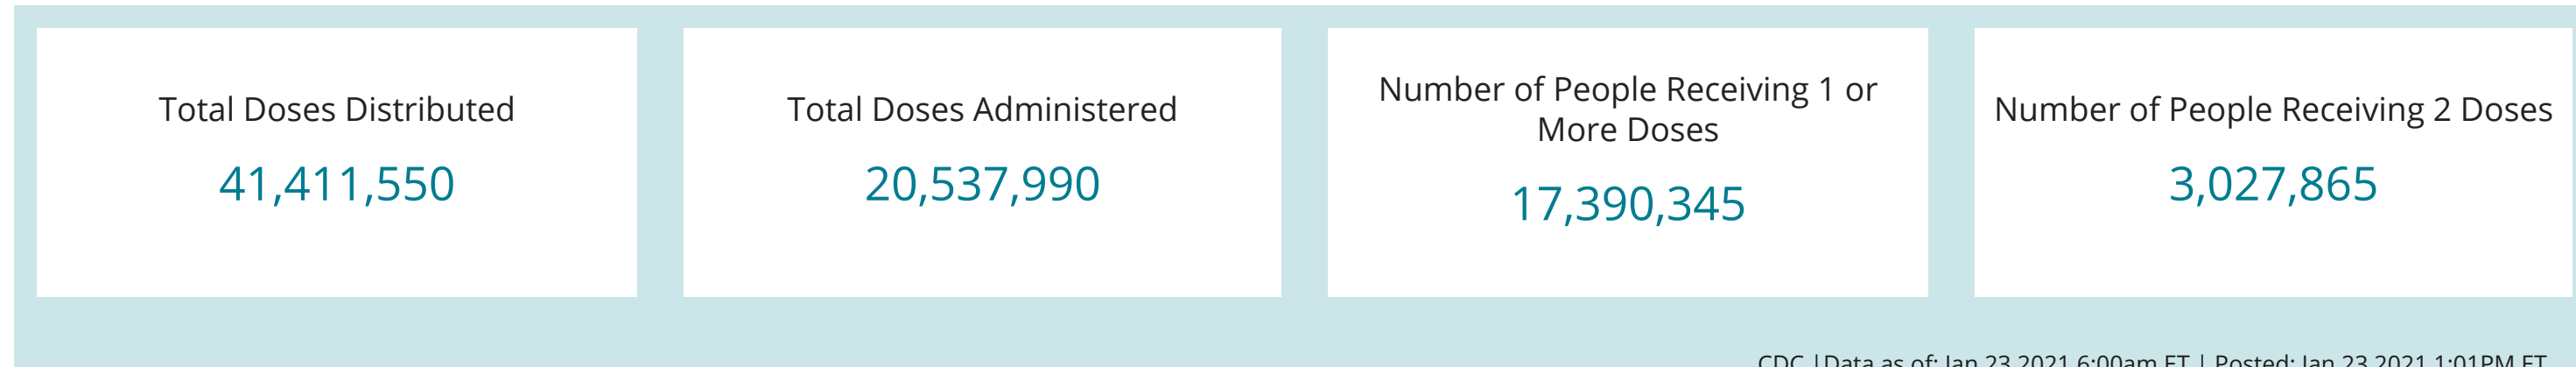 Total Doses Distributed
41,411,550
Total Doses Administered
20,537,990
Number of People Receiving 1 or
More Doses
17,390,345
Number of People Receiving 2 Doses
3,027,865
CDC |Data as of: Jan 23 2021 6:00am ET | Posted: Jan 23 2021 1:01PM ET